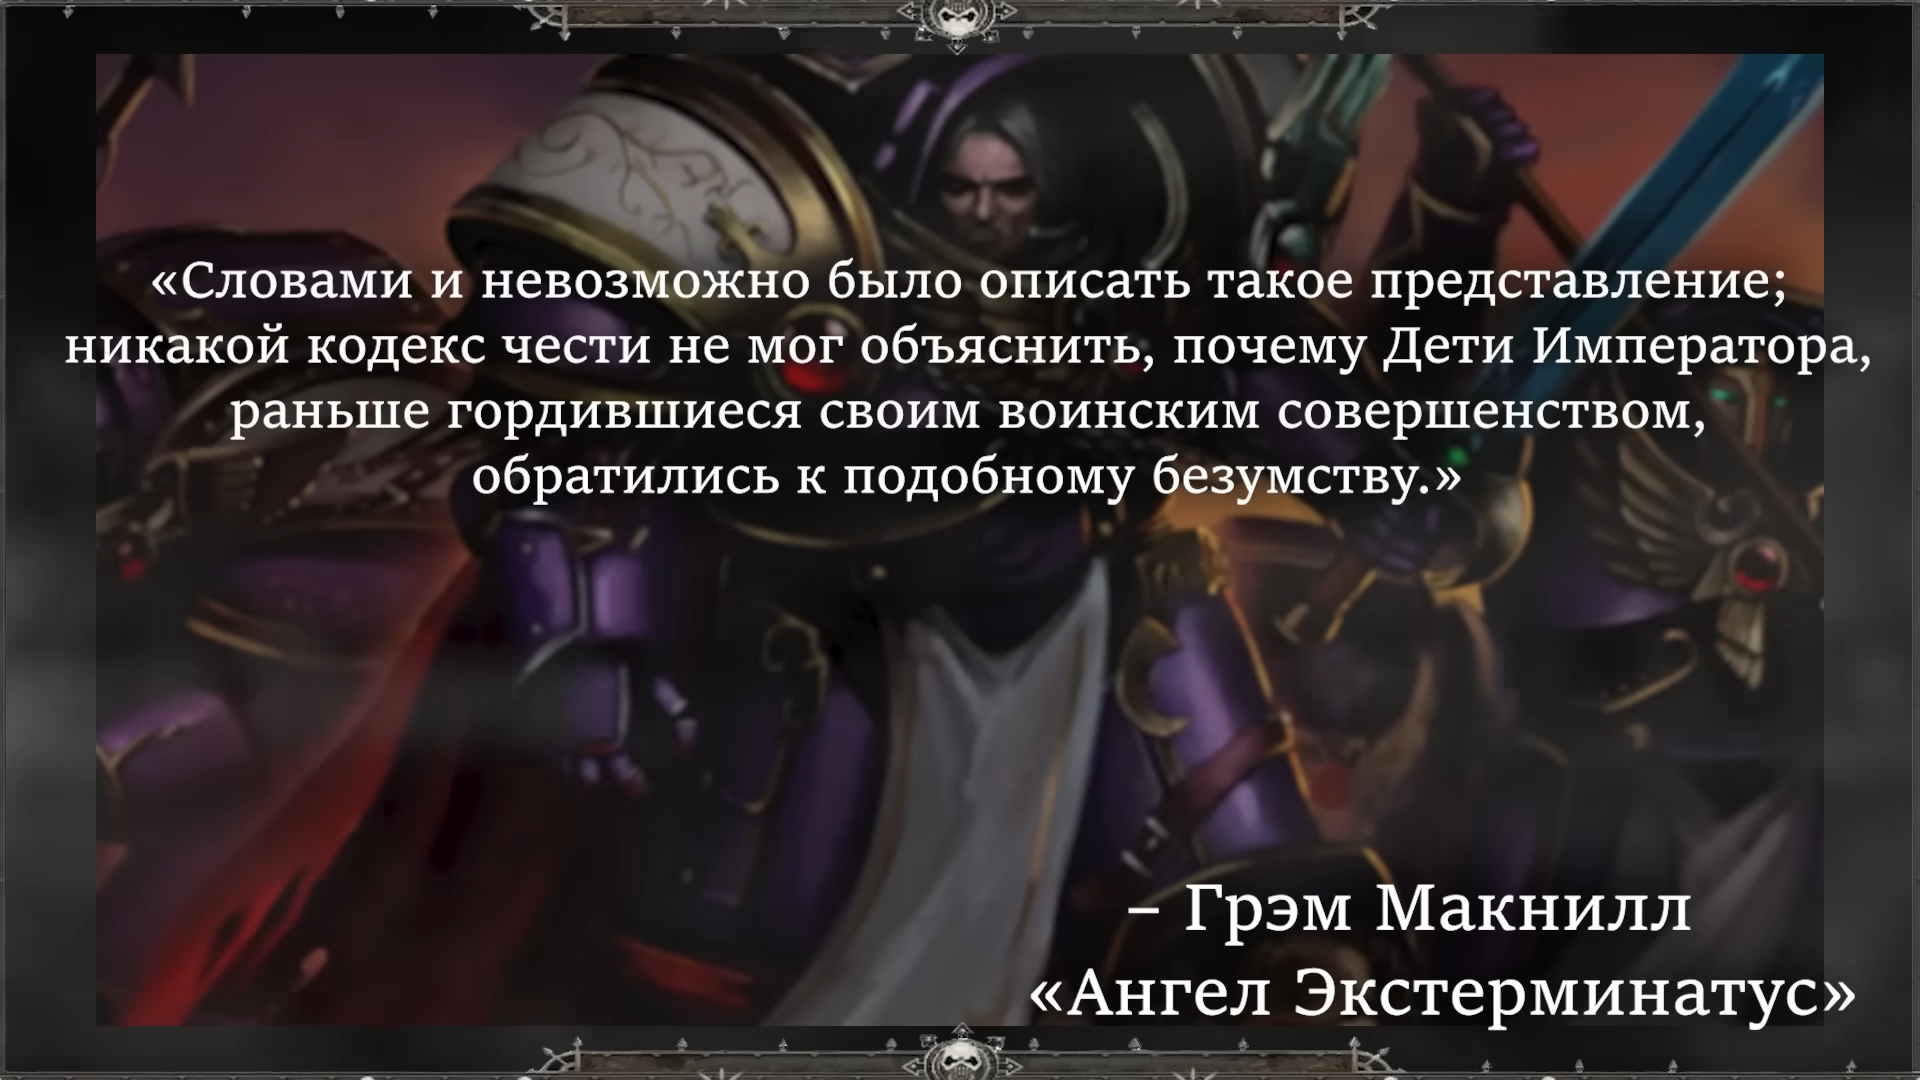 «Словами и невозможно было описать такое представление;
никакой кодекс чести не мог объяснить, почему Дети Императора,
раньше гордившиеся своим воинским совершенством,
обратились к подобному безумству.»
– Грэм Макнилл
«Ангел Экстерминатус»